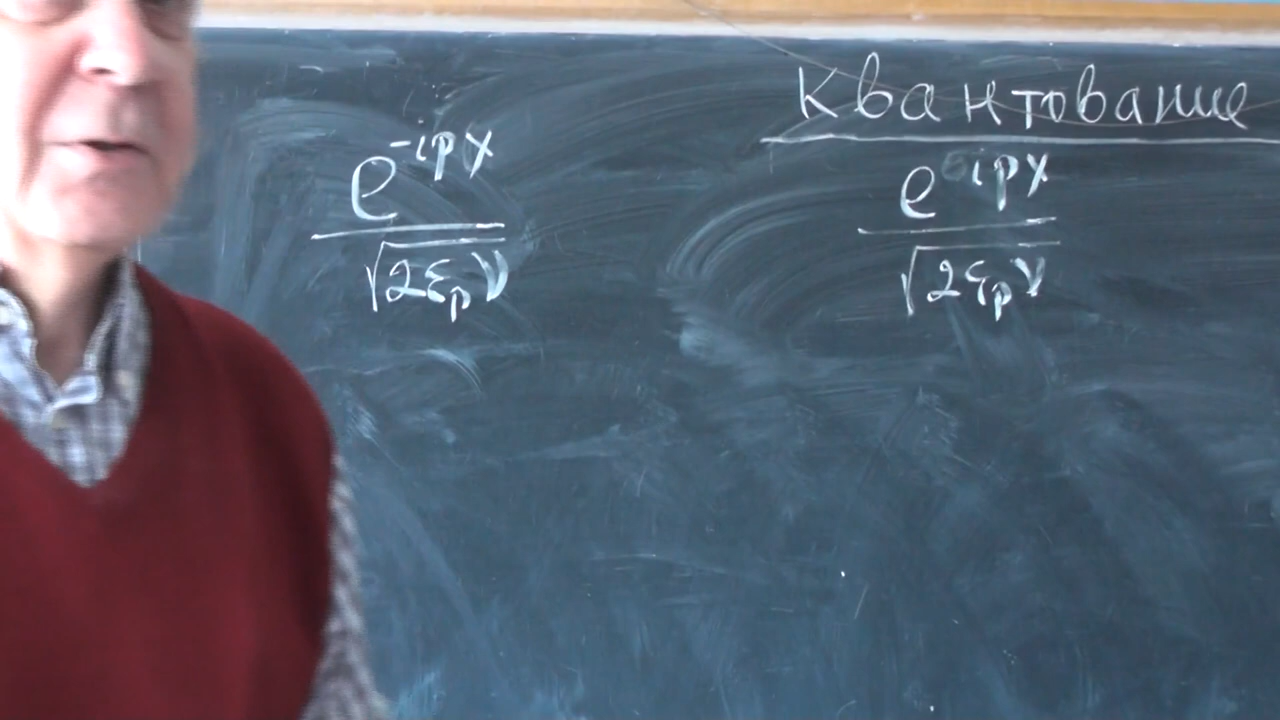 Квантование
e^{-ipx} / √(2ε_p V)
e^{ipx} / √(2ε_p V)